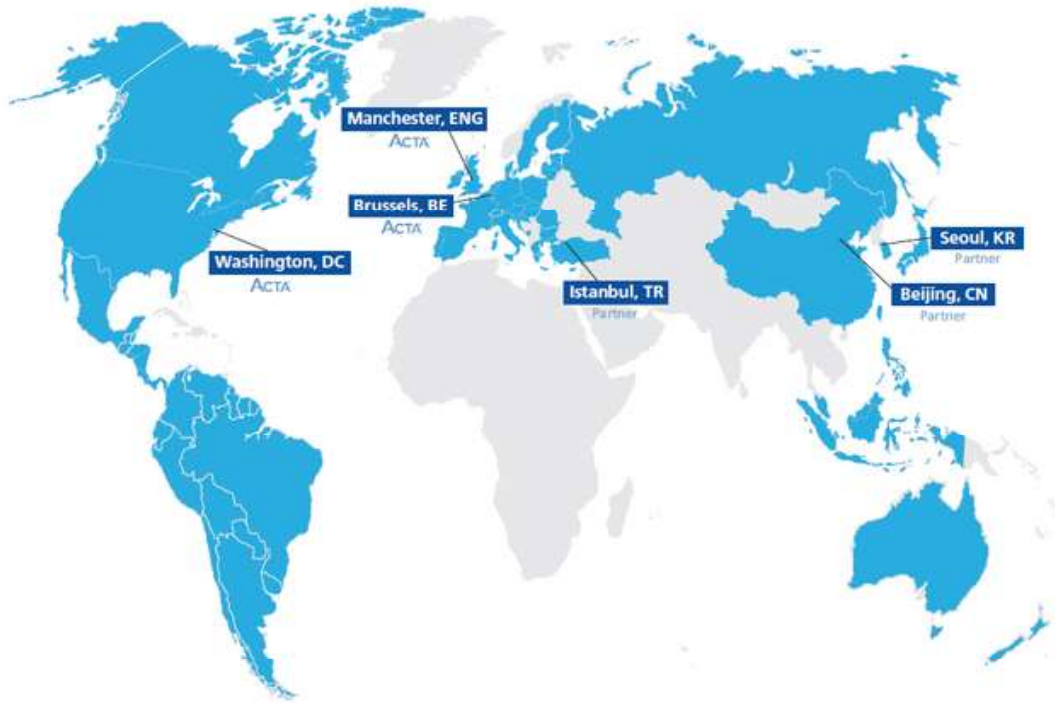 Manchester, ENG
ACTA
Brussels, BE
ACTA
Washington, DC
ACTA
Istanbul, TR
Partner
Seoul, KR
Partner
Beijing, CN
Partner